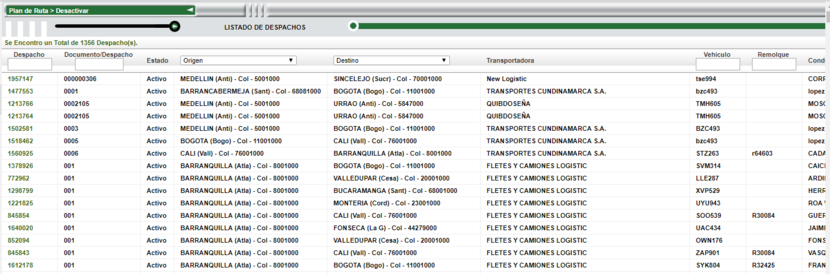 Plan de Ruta > Desactivar
LISTADO DE DESPACHOS
Se Encontro un Total de 1356 Despacho(s).
Despacho Documento/Despacho Estado Origen Destino Transportadora Vehiculo Remolque Cond
1957147 000000306 Activo MEDELLIN (Anti) - Col - 5001000 SINCELEJO (Sucr) - Col - 70001000 New Logistic tse994 CORF
1477553 0001 Activo BARRANCABERMEJA (Sant) - Col - 68081000 BOGOTA (Bogo) - Col - 11001000 TRANSPORTES CUNDINAMARCA S.A. bzc493 lopez
1213766 0002105 Activo MEDELLIN (Anti) - Col - 5001000 URRAO (Anti) - Col - 5847000 QUIBDOSEÑA TMH605 MOSC
1213764 0002105 Activo MEDELLIN (Anti) - Col - 5001000 URRAO (Anti) - Col - 5847000 QUIBDOSEÑA TMH605 MOSC
1502581 0003 Activo MEDELLIN (Anti) - Col - 5001000 BOGOTA (Bogo) - Col - 11001000 TRANSPORTES CUNDINAMARCA S.A. BZC493 lopez
1518462 0005 Activo BOGOTA (Bogo) - Col - 11001000 CALI (Vall) - Col - 76001000 TRANSPORTES CUNDINAMARCA S.A. bzc493 lopez
1560925 0006 Activo CALI (Vall) - Col - 76001000 BARRANQUILLA (Atla) - Col - 8001000 TRANSPORTES CUNDINAMARCA S.A. STZ263 r64603 CADA
1378926 001 Activo BARRANQUILLA (Atla) - Col - 8001000 BOGOTA (Bogo) - Col - 11001000 FLETES Y CAMIONES LOGISTIC SVM314 CAICI
772962 001 Activo BARRANQUILLA (Atla) - Col - 8001000 VALLEDUPAR (Cesa) - Col - 20001000 FLETES Y CAMIONES LOGISTIC LLE287 ARDII
1298799 001 Activo BARRANQUILLA (Atla) - Col - 8001000 BUCARAMANGA (Sant) - Col - 68001000 FLETES Y CAMIONES LOGISTIC XVP529 HERN
1221825 001 Activo BARRANQUILLA (Atla) - Col - 8001000 MONTERIA (Cord) - Col - 23001000 FLETES Y CAMIONES LOGISTIC UYU943 ROA
845854 001 Activo BARRANQUILLA (Atla) - Col - 8001000 CALI (Vall) - Col - 76001000 FLETES Y CAMIONES LOGISTIC SOO539 R30084 GUER
1640020 001 Activo BARRANQUILLA (Atla) - Col - 8001000 FONSECA (La G) - Col - 44279000 FLETES Y CAMIONES LOGISTIC UAC434 JAIMI
852094 001 Activo BARRANQUILLA (Atla) - Col - 8001000 VALLEDUPAR (Cesa) - Col - 20001000 FLETES Y CAMIONES LOGISTIC OWN176 FON
845843 001 Activo BARRANQUILLA (Atla) - Col - 8001000 CALI (Vall) - Col - 76001000 FLETES Y CAMIONES LOGISTIC ZAP901 R30084 VASQ
1612178 001 Activo BARRANQUILLA (Atla) - Col - 8001000 BOGOTA (Bogo) - Col - 11001000 FLETES Y CAMIONES LOGISTIC SYK804 R32425 FRAN